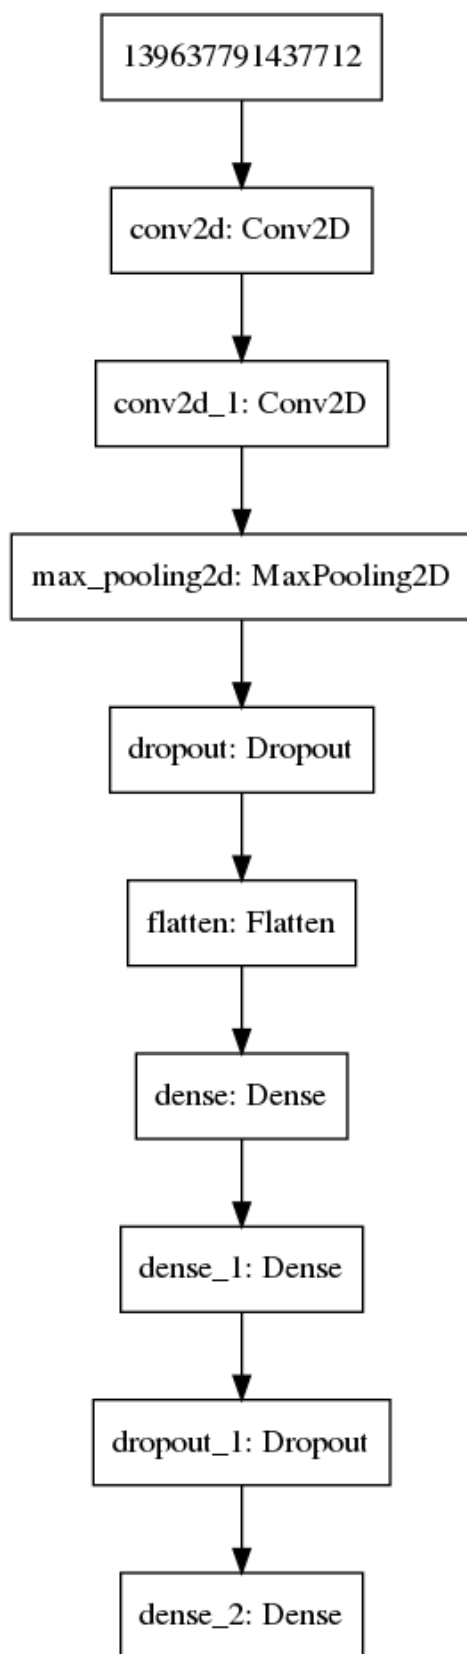 139637791437712
conv2d: Conv2D
conv2d_1: Conv2D
max_pooling2d: MaxPooling2D
dropout: Dropout
flatten: Flatten
dense: Dense
dense_1: Dense
dropout_1: Dropout
dense_2: Dense